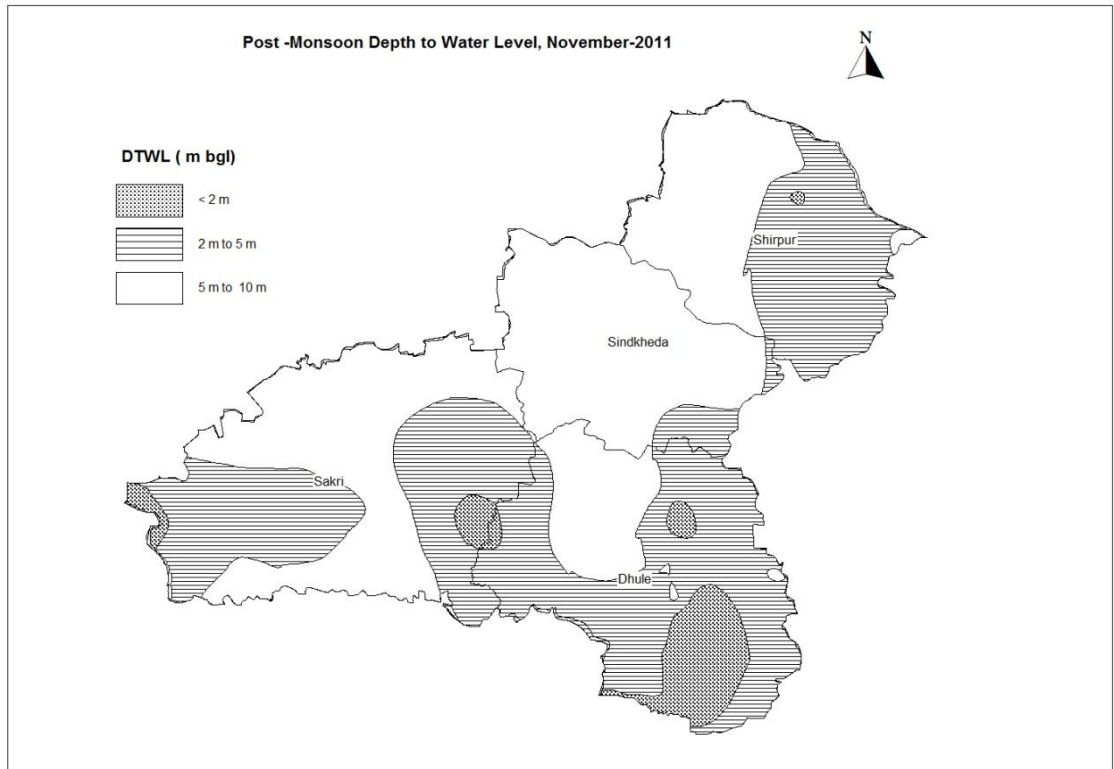 Post -Monsoon Depth to Water Level, November-2011
N
DTWL ( m bgl)
< 2 m
2 m to 5 m
5 m to 10 m
Shirpur
Sindkheda
Sakri
Dhule